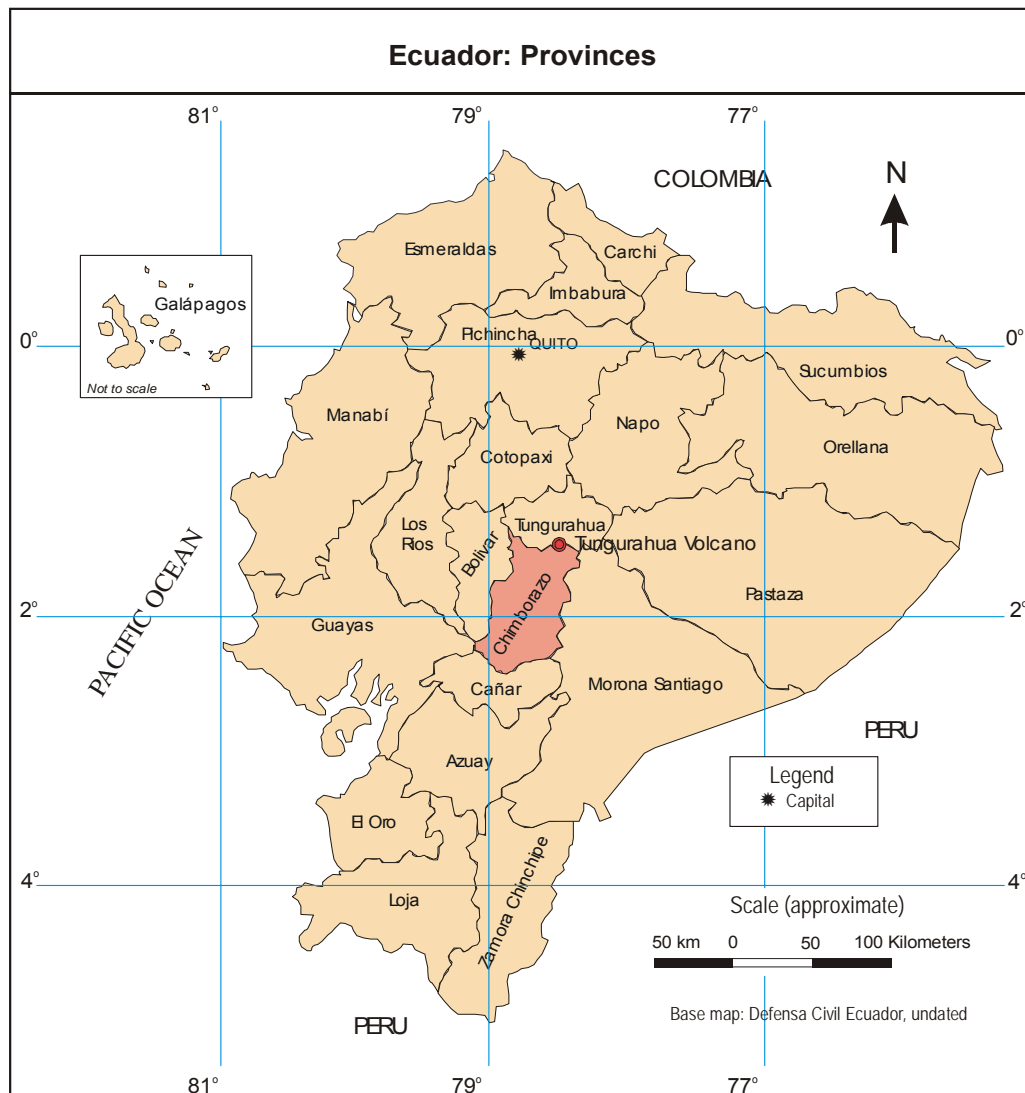 Ecuador: Provinces
81°
79°
77°
COLOMBIA
N
Esmeraldas
Carchi
Imbabura
Galápagos
Not to scale
Pichincha
QUITO
0°
0°
Sucumbios
Manabí
Napo
Orellana
Cotopaxi
Los
Rios
Bolivar
Tungurahua
Tungurahua Volcano
Chimborazo
Pastaza
PACIFIC OCEAN
2°
2°
Guayas
Cañar
Morona Santiago
PERU
Azuay
Legend
Capital
El Oro
Zamora Chinchipe
4°
4°
Loja
Scale (approximate)
50 km 0 50 100 Kilometers
Base map: Defensa Civil Ecuador, undated
PERU
81°
79°
77°